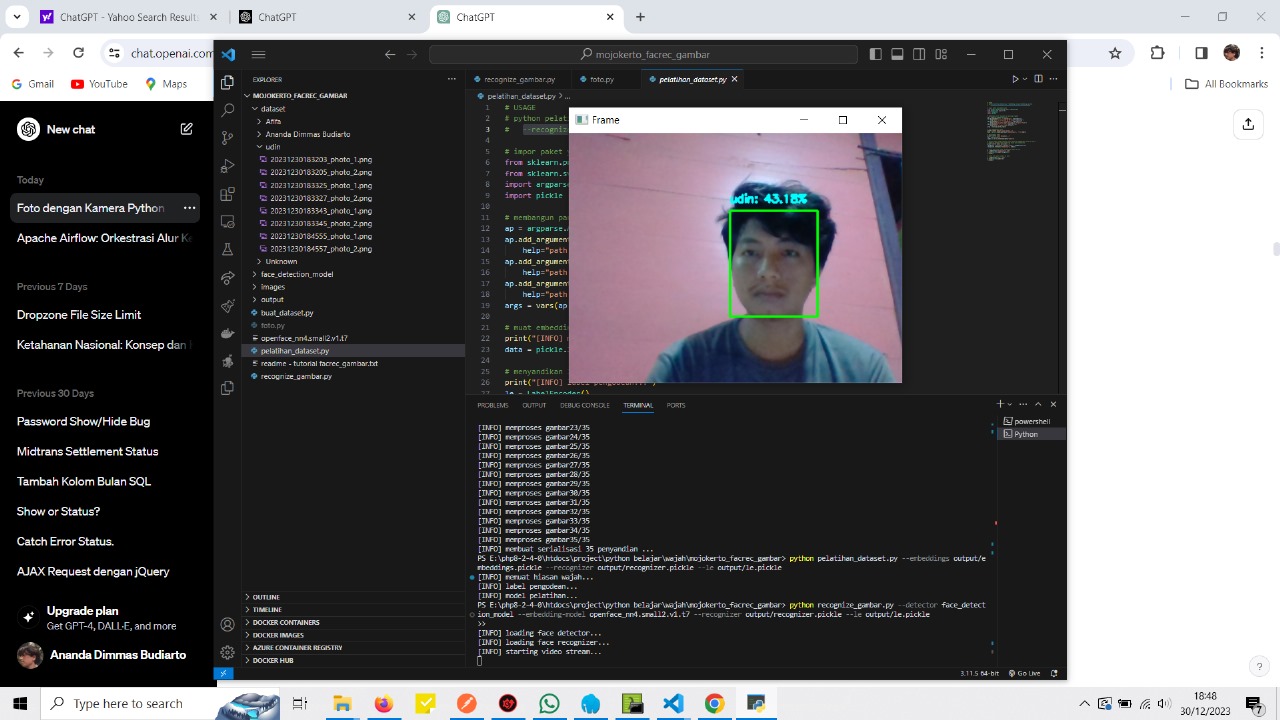 ChatGPT
ChatGPT
ChatGPT
chat.openai.com
Gmail
YouTube
All Bookmarks
New chat
Today
Potongan kode Python
Apache Airflow Orkestrasi Alur Ke
Previous 7 Days
Dropzone File Size Limit
Ketahanan Nasional: Konsep dan i
Previous 30 Days
Password Show/Hide Bug
Midtrans Settlement Status
Tambah Kolom Bulan SQL
Show or Status?
Catch Error Status.
AJAX Request dengan jQuery
Upgrade plan
Get GPT-4, DALL·E, and more
Ananda Dirmmas Budiarto
mojokerto_facrec_gambar
EXPLORER
MOJOKERTO_FACREC_GAMBAR
dataset
Afifa
Ananda Dirmmas Budiarto
udin
20231230183203_photo_1.png
20231230183205_photo_2.png
20231230183325_photo_1.png
20231230183327_photo_2.png
20231230183343_photo_1.png
20231230183345_photo_2.png
20231230184555_photo_1.png
20231230184557_photo_2.png
Unknown
face_detection_model
images
output
buat_dataset.py
foto.py
openface_nn4.small2.v1.t7
pelatihan_dataset.py
readme - tutorial facrec_gambar.txt
recognize_gambar.py
OUTLINE
TIMELINE
DOCKER CONTAINERS
DOCKER IMAGES
AZURE CONTAINER REGISTRY
DOCKER HUB
recognize_gambar.py
foto.py
pelatihan_dataset.py
pelatihan_dataset.py > ...
1 # USAGE
2 # python pelat
3 # --recogniz
4
5 # impor paket
6 from sklearn.p
7 from sklearn.s
8 import argpars
9 import pickle
10
11 # membangun pa
12 ap = argparse.
13 ap.add_argumen
14 help="path
15 ap.add_argumen
16 help="path
17 ap.add_argumen
18 help="path
19 args = vars(ap
20
21 # muat embeddi
22 print("[INFO] m
23 data = pickle.
24
25 # menyandikan
26 print("[INFO] label pengodean...")
27 le = LabelEncoder()
Frame
udin: 43.18%
PROBLEMS
OUTPUT
DEBUG CONSOLE
TERMINAL
PORTS
powershell
Python
[INFO] memproses gambar23/35
[INFO] memproses gambar24/35
[INFO] memproses gambar25/35
[INFO] memproses gambar26/35
[INFO] memproses gambar27/35
[INFO] memproses gambar28/35
[INFO] memproses gambar29/35
[INFO] memproses gambar30/35
[INFO] memproses gambar31/35
[INFO] memproses gambar32/35
[INFO] memproses gambar33/35
[INFO] memproses gambar34/35
[INFO] memproses gambar35/35
[INFO] membuat serialisasi 35 penyandian ...
PS E:\php8-2-4-0\htdocs\project\python belajar\wajah\mojokerto_facrec_gambar> python pelatihan_dataset.py --embeddings output/e
mbeddings.pickle --recognizer output/recognizer.pickle --le output/le.pickle
[INFO] memuat hiasan wajah...
[INFO] label pengodean...
[INFO] model pelatihan...
PS E:\php8-2-4-0\htdocs\project\python belajar\wajah\mojokerto_facrec_gambar> python recognize_gambar.py --detector face_detect
ion_model --embedding-model openface_nn4.small2.v1.t7 --recognizer output/recognizer.pickle --le output/le.pickle
>>
[INFO] loading face detector...
[INFO] loading face recognizer...
[INFO] starting video stream...
3.11.5 64-bit
Go Live
Type here to search
18:48
30/12/2023
7